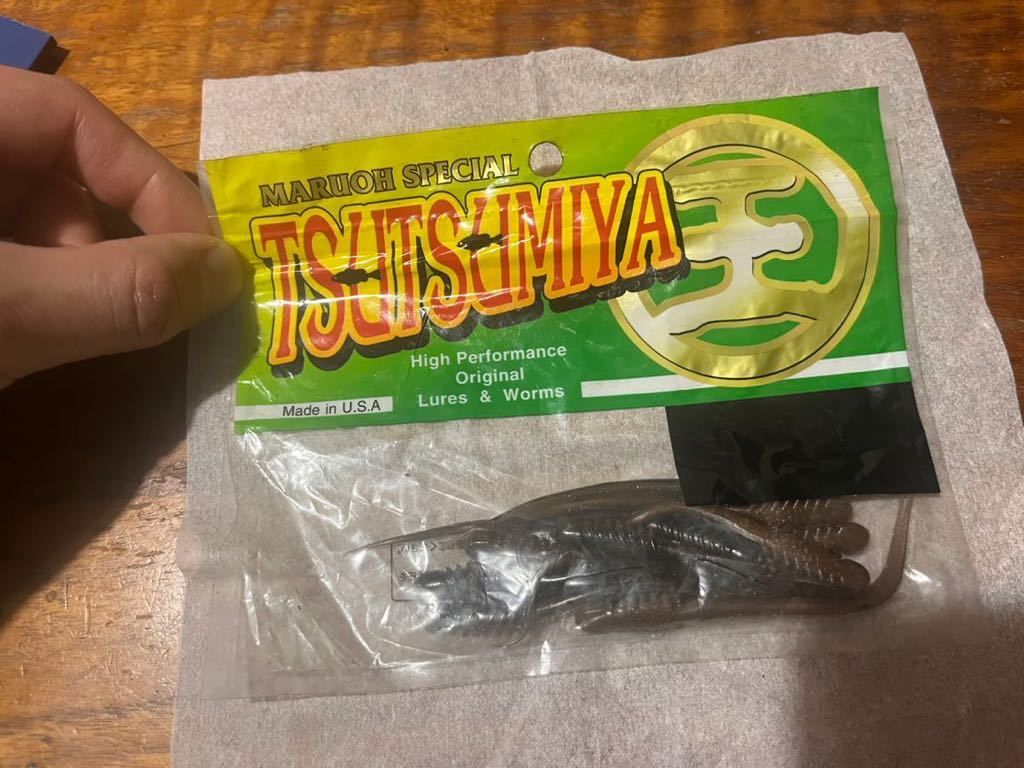 MARUOH SPECIAL
TSUTSUMIYA
High Performance
Original
Lures & Worms
Made in U.S.A